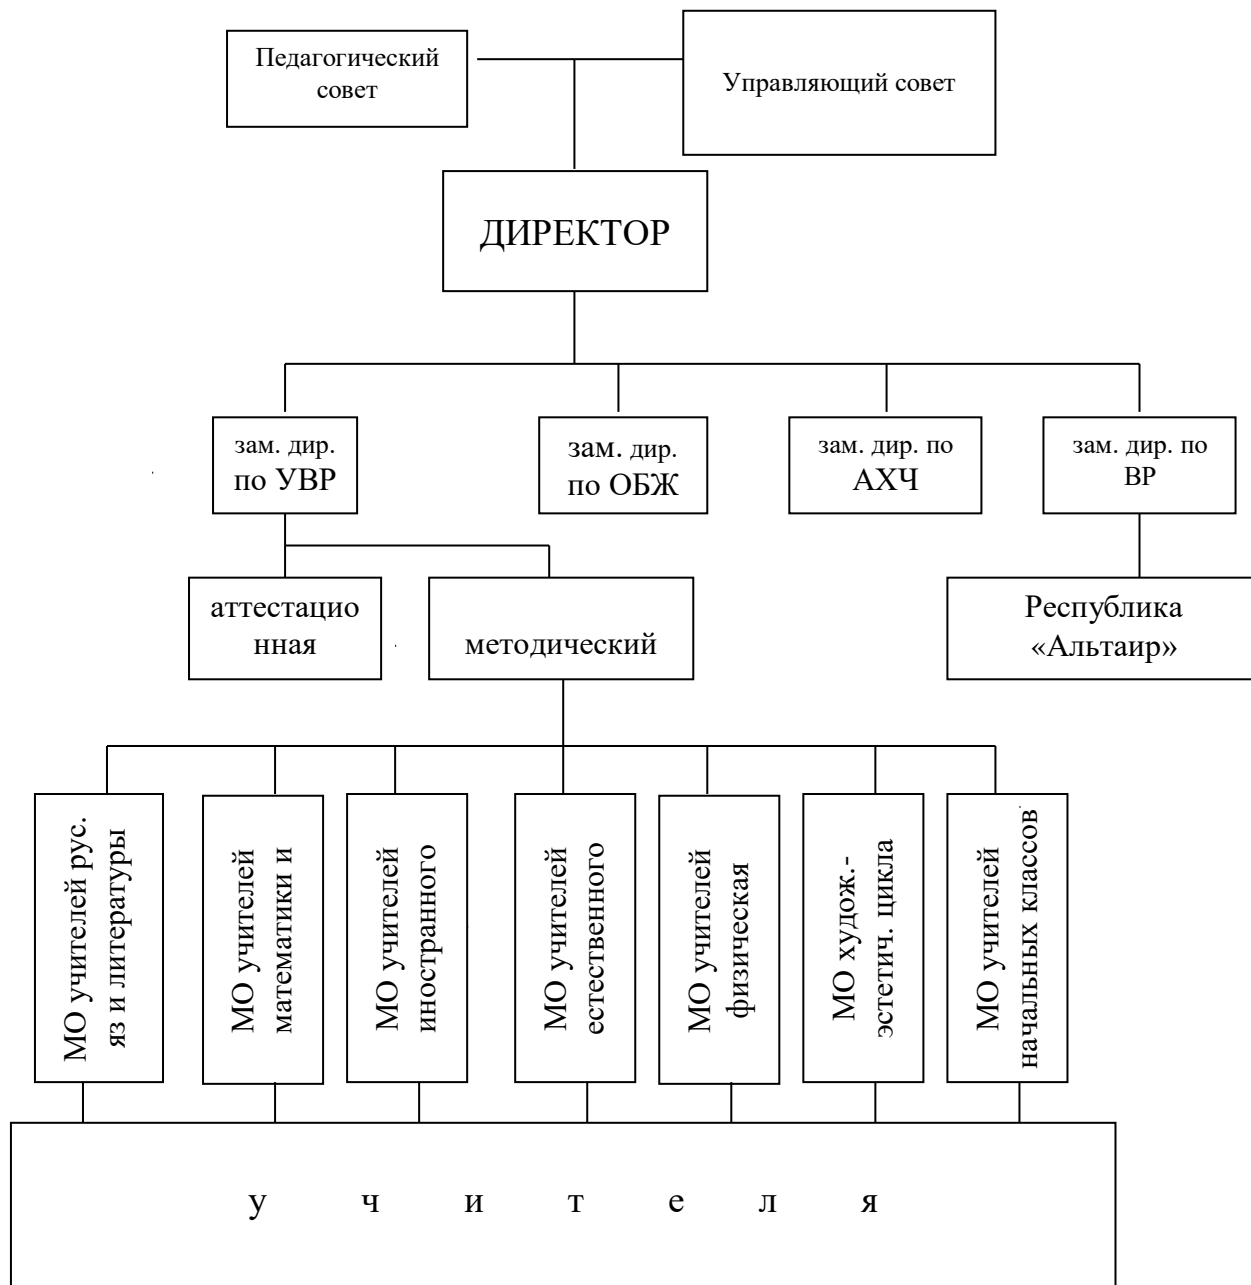 Педагогический
совет
Управляющий совет
ДИРЕКТОР
зам. дир.
по УВР
зам. дир.
по ОБЖ
зам. дир. по
АХЧ
зам. дир. по
ВР
аттестацио
нная
методический
Республика
«Альтаир»
МО учителей рус.
яз и литературы
МО учителей
математики и
МО учителей
иностранного
МО учителей
естественного
МО учителей
физическая
МО худож.-
эстетич. цикла
МО учителей
начальных классов
у ч и т е л я